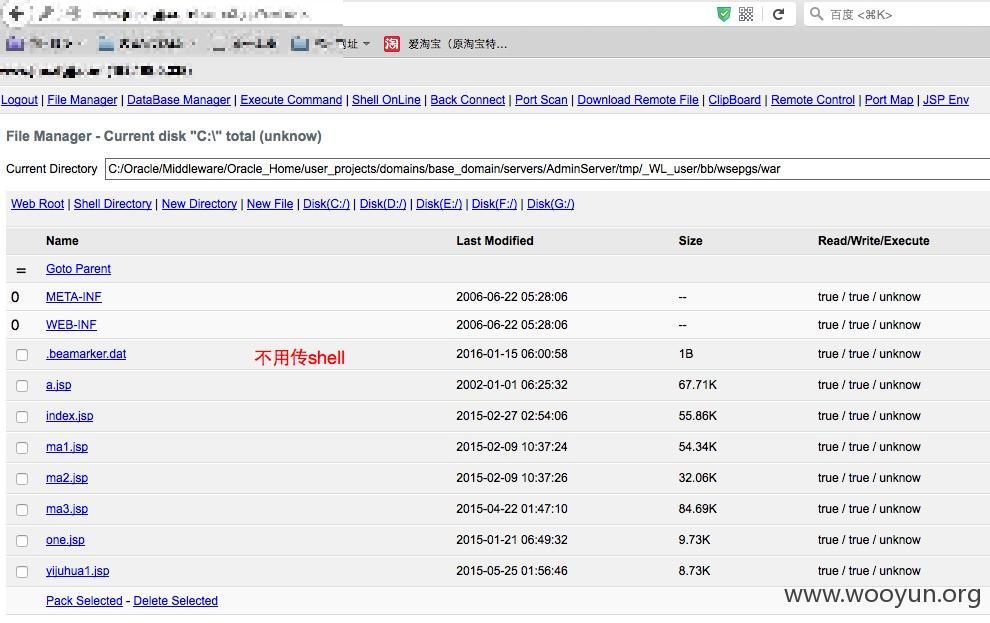 百度 <⌘K>
爱淘宝（原淘宝特...
Logout | File Manager | DataBase Manager | Execute Command | Shell OnLine | Back Connect | Port Scan | Download Remote File | ClipBoard | Remote Control | Port Map | JSP Env
File Manager - Current disk "C:\" total (unknow)
Current Directory C:/Oracle/Middleware/Oracle_Home/user_projects/domains/base_domain/servers/AdminServer/tmp/_WL_user/bb/wsepgs/war
Web Root | Shell Directory | New Directory | New File | Disk(C:/) | Disk(D:/) | Disk(E:/) | Disk(F:/) | Disk(G:/)
Name Last Modified Size Read/Write/Execute
= Goto Parent
0 META-INF 2006-06-22 05:28:06 -- true / true / unknow
0 WEB-INF 2006-06-22 05:28:06 -- true / true / unknow
.beamarker.dat 2016-01-15 06:00:58 1B true / true / unknow
不用传shell
a.jsp 2002-01-01 06:25:32 67.71K true / true / unknow
index.jsp 2015-02-27 02:54:06 55.86K true / true / unknow
ma1.jsp 2015-02-09 10:37:24 54.34K true / true / unknow
ma2.jsp 2015-02-09 10:37:26 32.06K true / true / unknow
ma3.jsp 2015-04-22 01:47:10 84.69K true / true / unknow
one.jsp 2015-01-21 06:49:32 9.73K true / true / unknow
yijuhua1.jsp 2015-05-25 01:56:46 8.73K true / true / unknow
Pack Selected - Delete Selected
www.wooyun.org